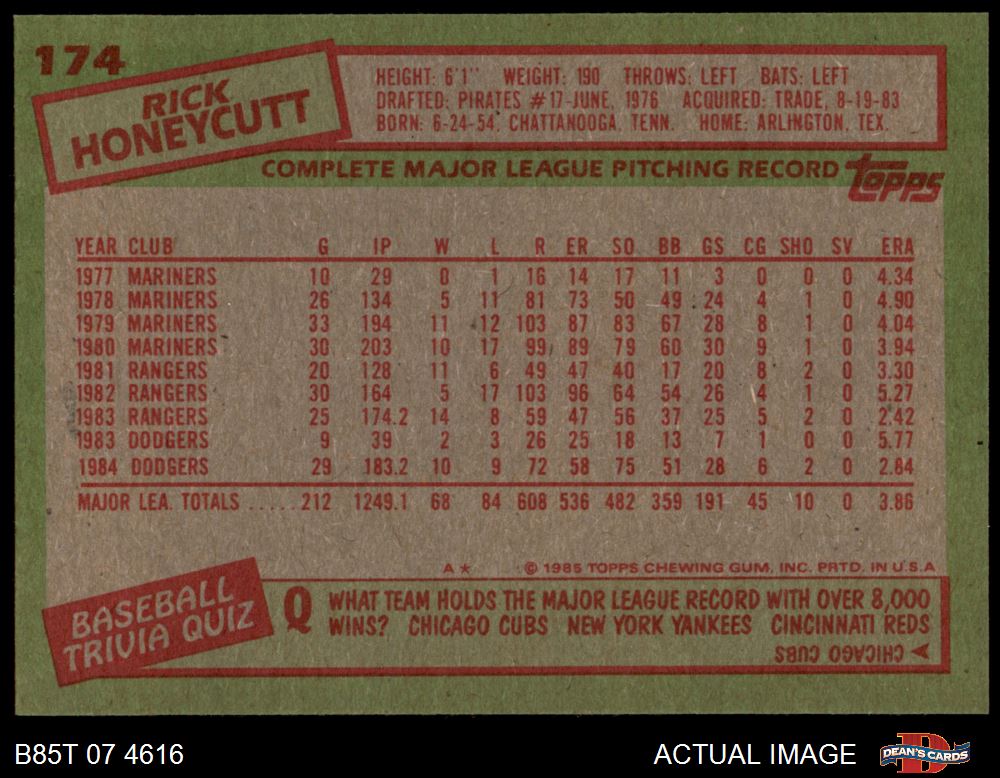 174
RICK
HONEYCUTT
HEIGHT: 6'1" WEIGHT: 190 THROWS: LEFT BATS: LEFT
DRAFTED: PIRATES #17-JUNE, 1976 ACQUIRED: TRADE, 8-19-83
BORN: 6-24-54, CHATTANOOGA, TENN. HOME: ARLINGTON, TEX.
COMPLETE MAJOR LEAGUE PITCHING RECORD topps
YEAR CLUB G IP W L R ER SO BB GS CG SHO SV ERA
1977 MARINERS 10 29 0 1 16 14 17 11 3 0 0 0 4.34
1978 MARINERS 26 134 5 11 81 73 50 49 24 4 1 0 4.90
1979 MARINERS 33 194 11 12 103 87 83 67 28 8 1 0 4.04
1980 MARINERS 30 203 10 17 99 89 79 60 30 9 1 0 3.94
1981 RANGERS 20 128 11 6 49 47 40 17 20 8 2 0 3.30
1982 RANGERS 30 164 5 17 103 96 64 54 26 4 1 0 5.27
1983 RANGERS 25 174.2 14 8 59 47 56 37 25 5 2 0 2.42
1983 DODGERS 9 39 2 3 26 25 18 13 7 1 0 0 5.77
1984 DODGERS 29 183.2 10 9 72 58 75 51 28 6 2 0 2.84
MAJOR LEA. TOTALS .....212 1249.1 68 84 608 536 482 359 191 45 10 0 3.86
A★ © 1985 TOPPS CHEWING GUM, INC. PRTD. IN U.S.A
BASEBALL
TRIVIA QUIZ
Q WHAT TEAM HOLDS THE MAJOR LEAGUE RECORD WITH OVER 8,000
WINS? CHICAGO CUBS NEW YORK YANKEES CINCINNATI REDS
CHICAGO CUBS
B85T 07 4616 ACTUAL IMAGE DEAN'S CARDS